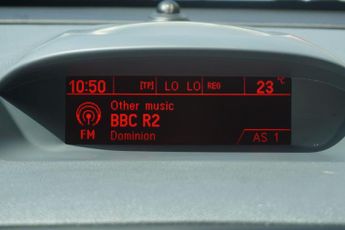 10:50 [TP] LO LO REG 23 °C
Other music
BBC R2
FM Dominion
AS 1